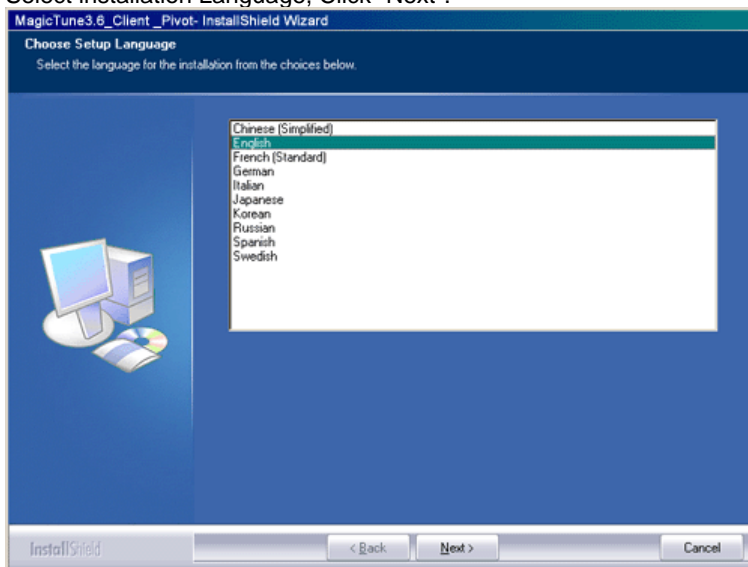 Select installation Language, Click "Next".
MagicTune3.6_Client _Pivot- InstallShield Wizard
Choose Setup Language
Select the language for the installation from the choices below.
Chinese (Simplified)
English
French (Standard)
German
Italian
Japanese
Korean
Russian
Spanish
Swedish
InstallShield
< Back
Next >
Cancel